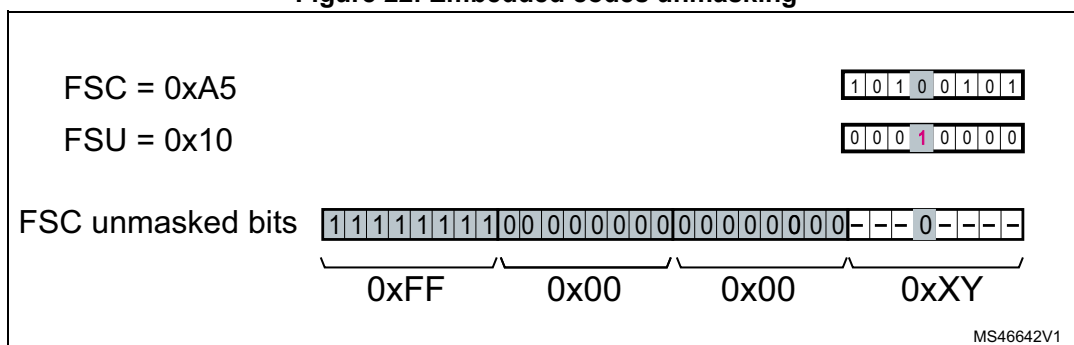 Figure 22. Embedded codes unmasking
FSC = 0xA5 1 0 1 0 0 1 0 1
FSU = 0x10 0 0 0 1 0 0 0 0
FSC unmasked bits 1 1 1 1 1 1 1 1 0 0 0 0 0 0 0 0 0 0 0 0 0 0 0 0 - - - 0 - - - -
0xFF 0x00 0x00 0xXY
MS46642V1